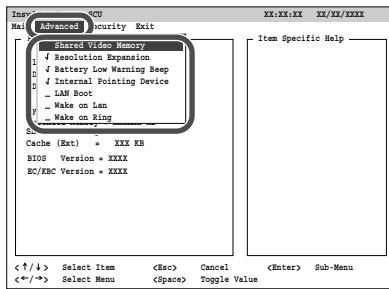 SCU XX:XX:XX XX/XX/XXXX
Advanced Security Exit
Item Specific Help
Shared Video Memory
√ Resolution Expansion
√ Battery Low Warning Beep
√ Internal Pointing Device
_ LAN Boot
_ Wake on Lan
_ Wake on Ring
Cache (Ext) = XXX KB
BIOS Version = XXXX
EC/KBC Version = XXXX
<↑/↓> Select Item <Esc> Cancel <Enter> Sub-Menu
<←/→> Select Menu <Space> Toggle Value